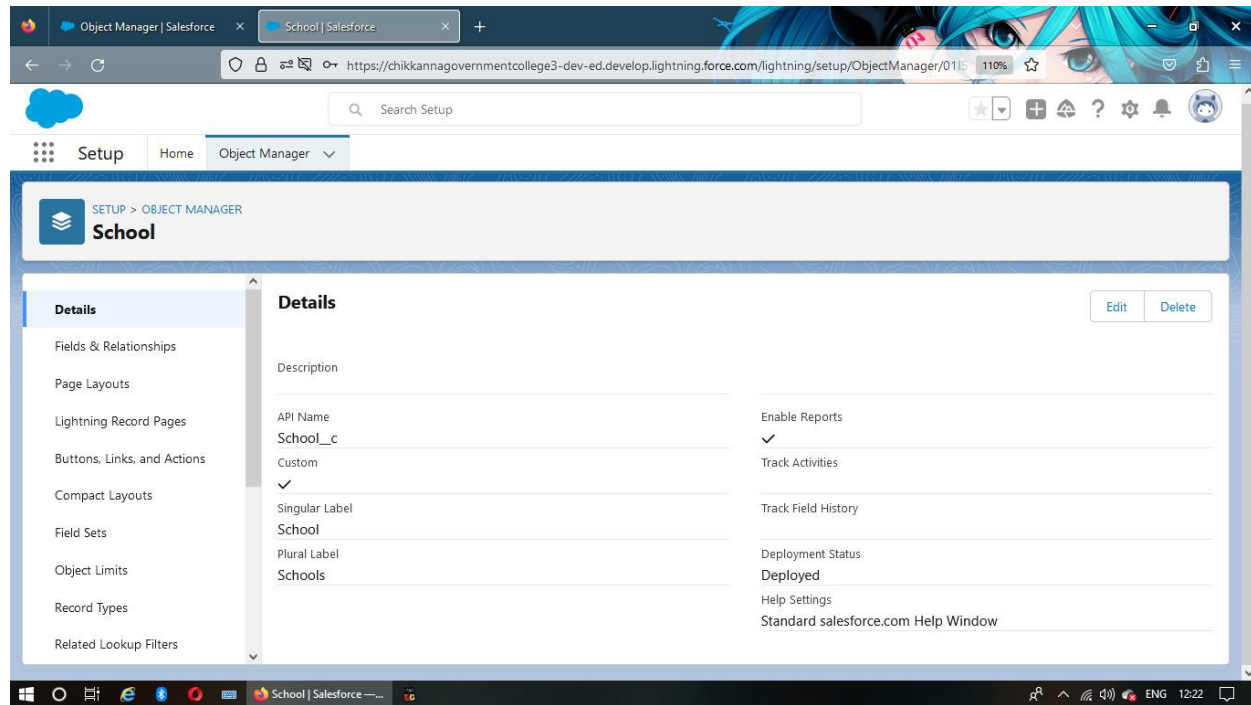 Object Manager | Salesforce
School | Salesforce
https://chikkannagovernmentcollege3-dev-ed.develop.lightning.force.com/lightning/setup/ObjectManager/01I5
110%
Search Setup
Setup
Home
Object Manager
SETUP > OBJECT MANAGER
School
Details
Fields & Relationships
Page Layouts
Lightning Record Pages
Buttons, Links, and Actions
Compact Layouts
Field Sets
Object Limits
Record Types
Related Lookup Filters
Details
Edit
Delete
Description
API Name
School__c
Custom
Singular Label
School
Plural Label
Schools
Enable Reports
Track Activities
Track Field History
Deployment Status
Deployed
Help Settings
Standard salesforce.com Help Window
School | Salesforce —...
ENG
12:22